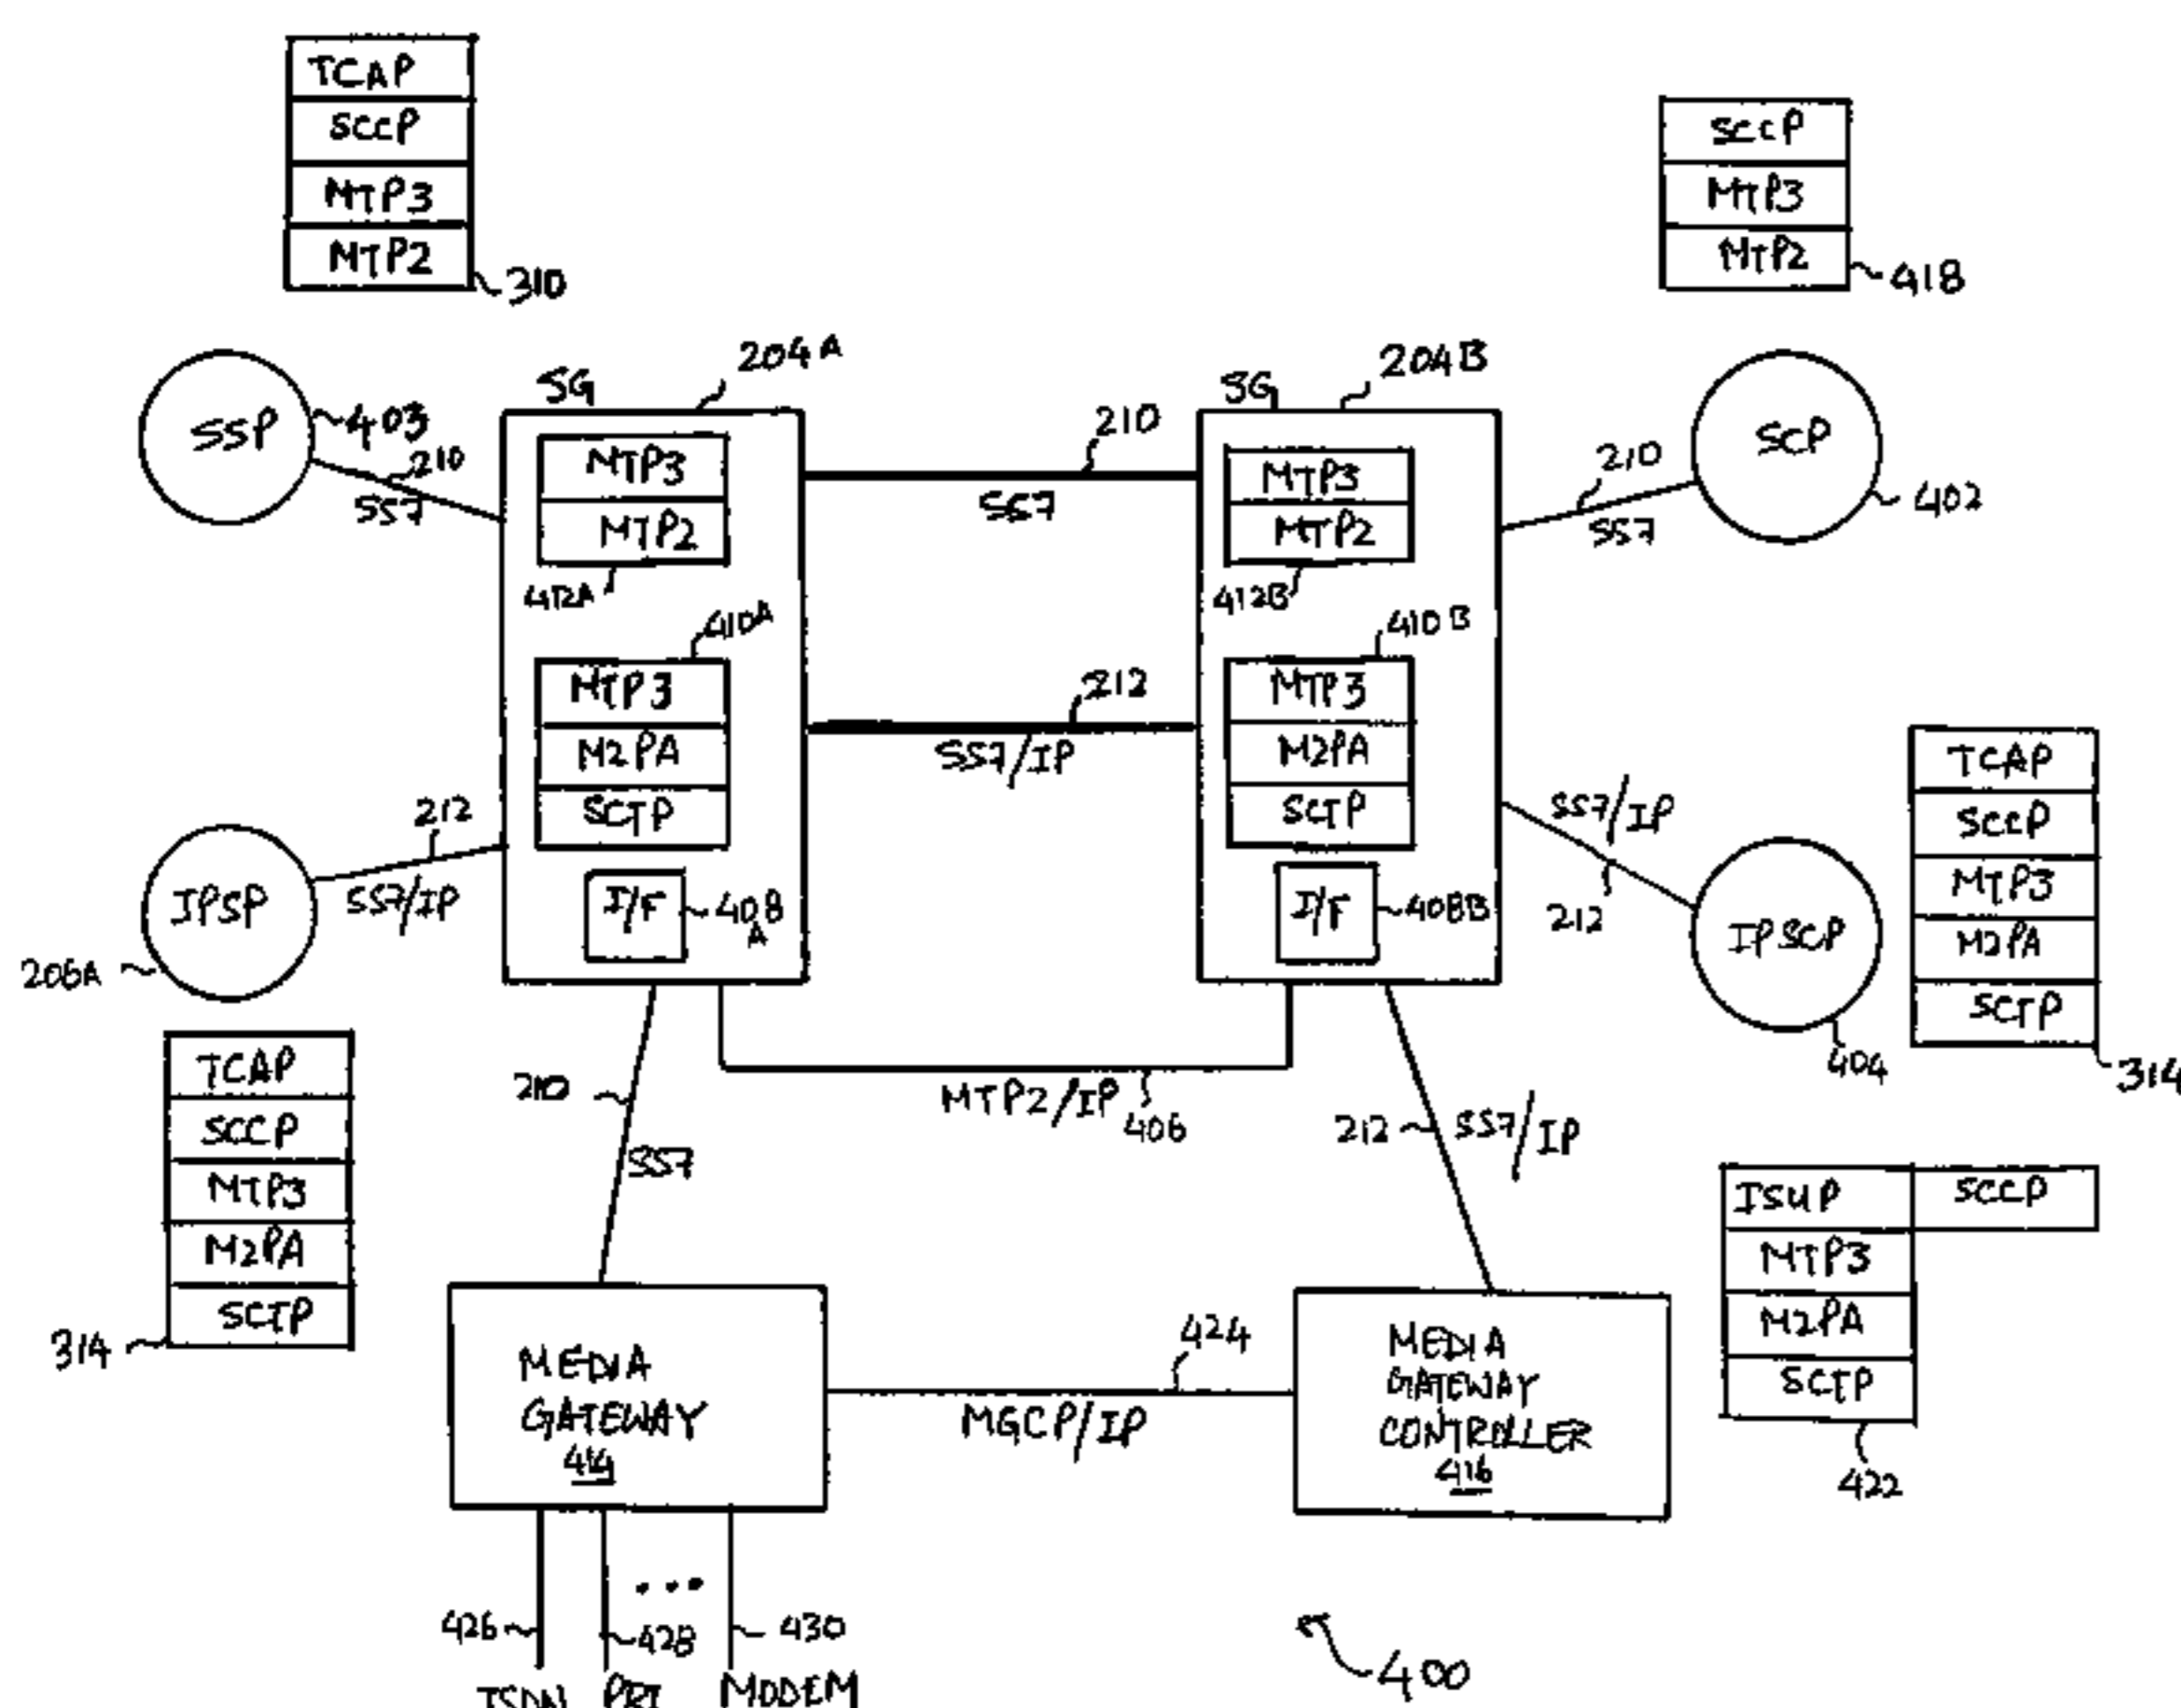 TCAP
SCCP
MTP3
MTP2
310
SCCP
MTP3
MTP2
418
SSP
403
210
SS7
SG
204A
MTP3
MTP2
412A
410A
MTP3
M2PA
SCTP
I/F
408
A
210
SS7
212
SS7/IP
SG
204B
MTP3
MTP2
412B
410B
MTP3
M2PA
SCTP
I/F
408B
SCP
402
210
SS7
IPSP
206A
212
SS7/IP
SS7/IP
212
IPSCP
404
TCAP
SCCP
MTP3
M2PA
SCTP
314
TCAP
SCCP
MTP3
M2PA
SCTP
314
210
SS7
MTP2/IP
406
212
SS7/IP
ISUP SCCP
MTP3
M2PA
SCTP
422
MEDIA
GATEWAY
414
424
MGCP/IP
MEDIA
GATEWAY
CONTROLLER
416
426
428
...
430
ISDN PRI MODEM
400